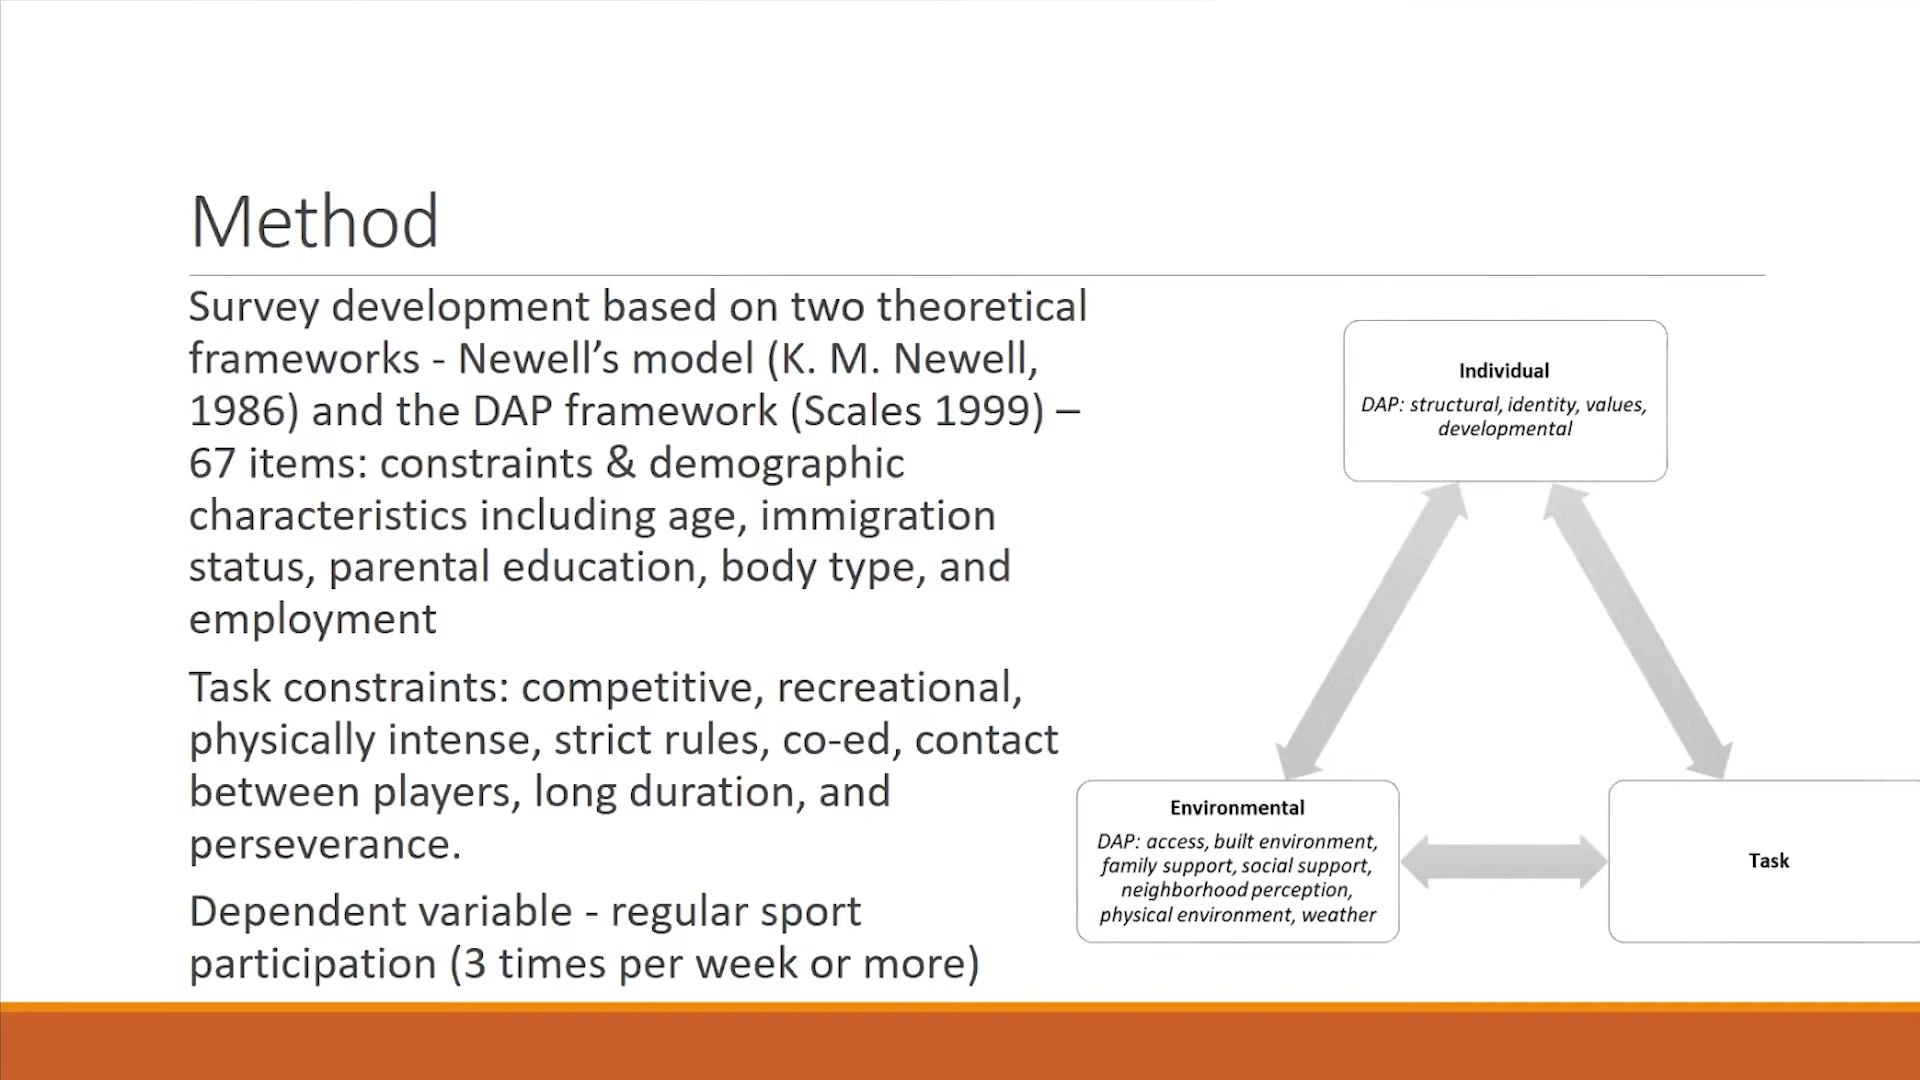 Method
Survey development based on two theoretical
frameworks - Newell’s model (K. M. Newell,
1986) and the DAP framework (Scales 1999) –
67 items: constraints & demographic
characteristics including age, immigration
status, parental education, body type, and
employment
Task constraints: competitive, recreational,
physically intense, strict rules, co-ed, contact
between players, long duration, and
perseverance.
Dependent variable - regular sport
participation (3 times per week or more)
Individual
DAP: structural, identity, values,
developmental
Environmental
DAP: access, built environment,
family support, social support,
neighborhood perception,
physical environment, weather
Task